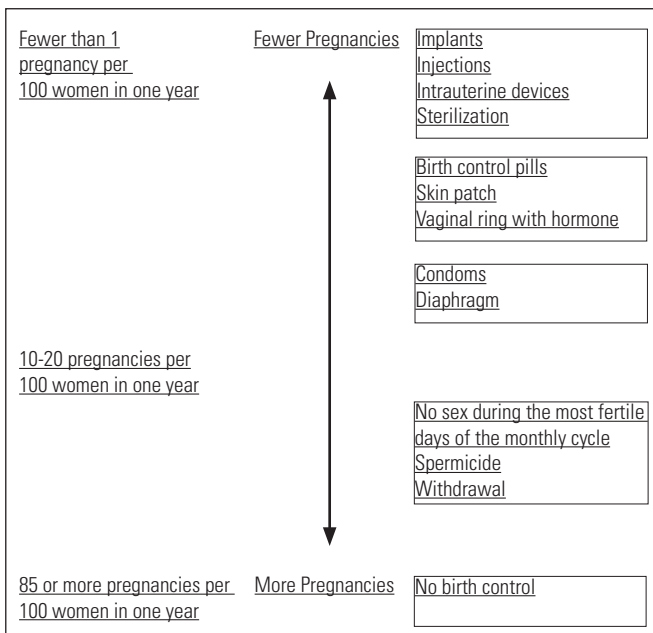 Fewer than 1
pregnancy per
100 women in one year
Fewer Pregnancies
Implants
Injections
Intrauterine devices
Sterilization
Birth control pills
Skin patch
Vaginal ring with hormone
Condoms
Diaphragm
10-20 pregnancies per
100 women in one year
No sex during the most fertile
days of the monthly cycle
Spermicide
Withdrawal
85 or more pregnancies per
100 women in one year
More Pregnancies
No birth control